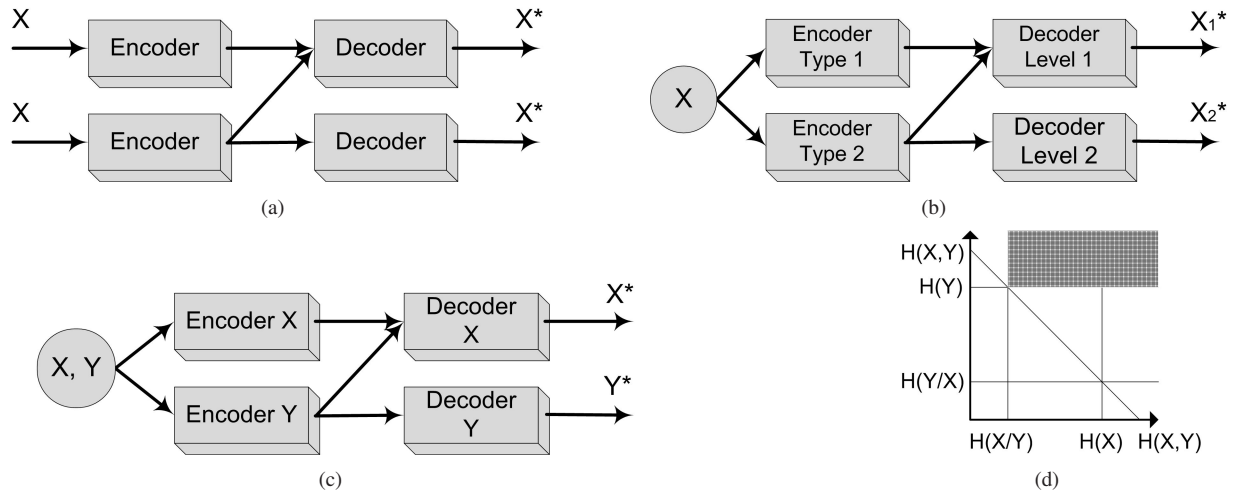 X
Encoder
Decoder
X*
X
Encoder
Decoder
X*
(a)
X
Encoder
Type 1
Decoder
Level 1
X1*
Encoder
Type 2
Decoder
Level 2
X2*
(b)
X, Y
Encoder X
Decoder
X
X*
Encoder Y
Decoder
Y
Y*
(c)
H(X,Y)
H(Y)
H(Y/X)
H(X/Y)
H(X)
H(X,Y)
(d)